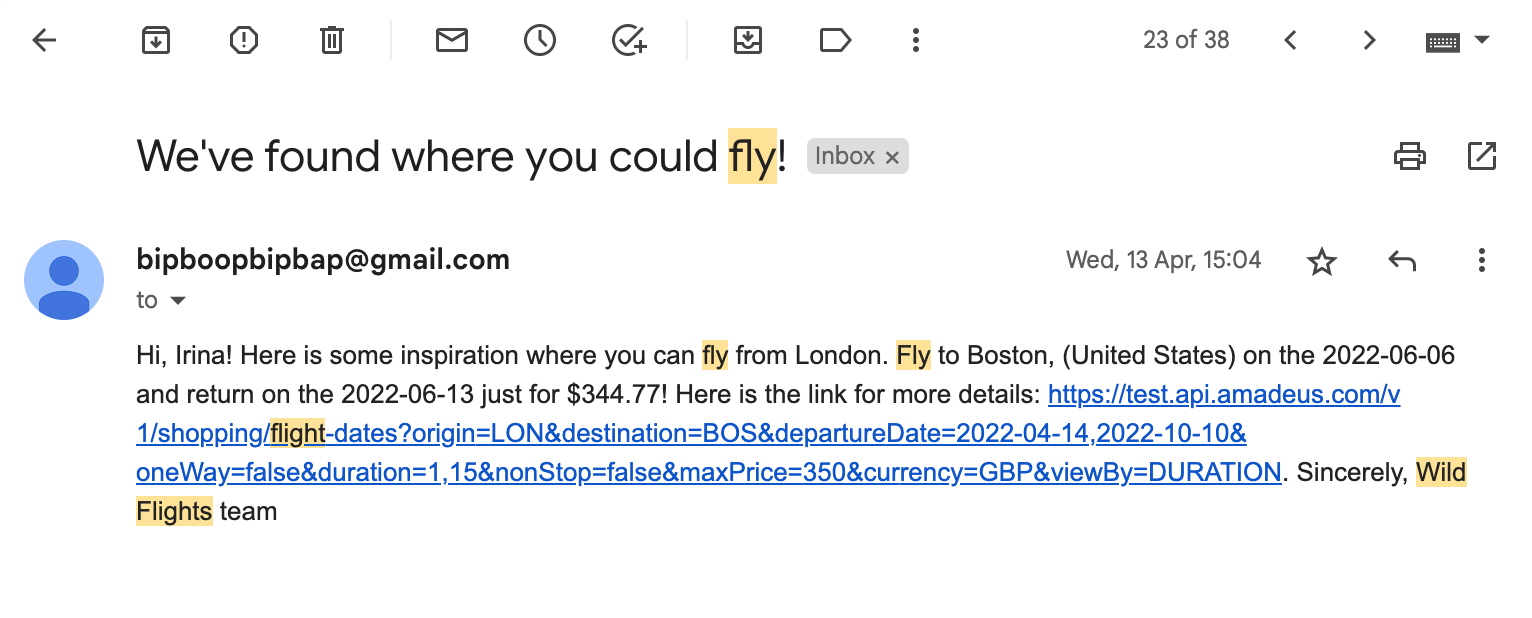 23 of 38
We've found where you could fly!
Inbox ×
bipboopbipbap@gmail.com
Wed, 13 Apr, 15:04
to
Hi, Irina! Here is some inspiration where you can fly from London. Fly to Boston, (United States) on the 2022-06-06
and return on the 2022-06-13 just for $344.77! Here is the link for more details: https://test.api.amadeus.com/v
1/shopping/flight-dates?origin=LON&destination=BOS&departureDate=2022-04-14,2022-10-10&
oneWay=false&duration=1,15&nonStop=false&maxPrice=350&currency=GBP&viewBy=DURATION. Sincerely, Wild
Flights team